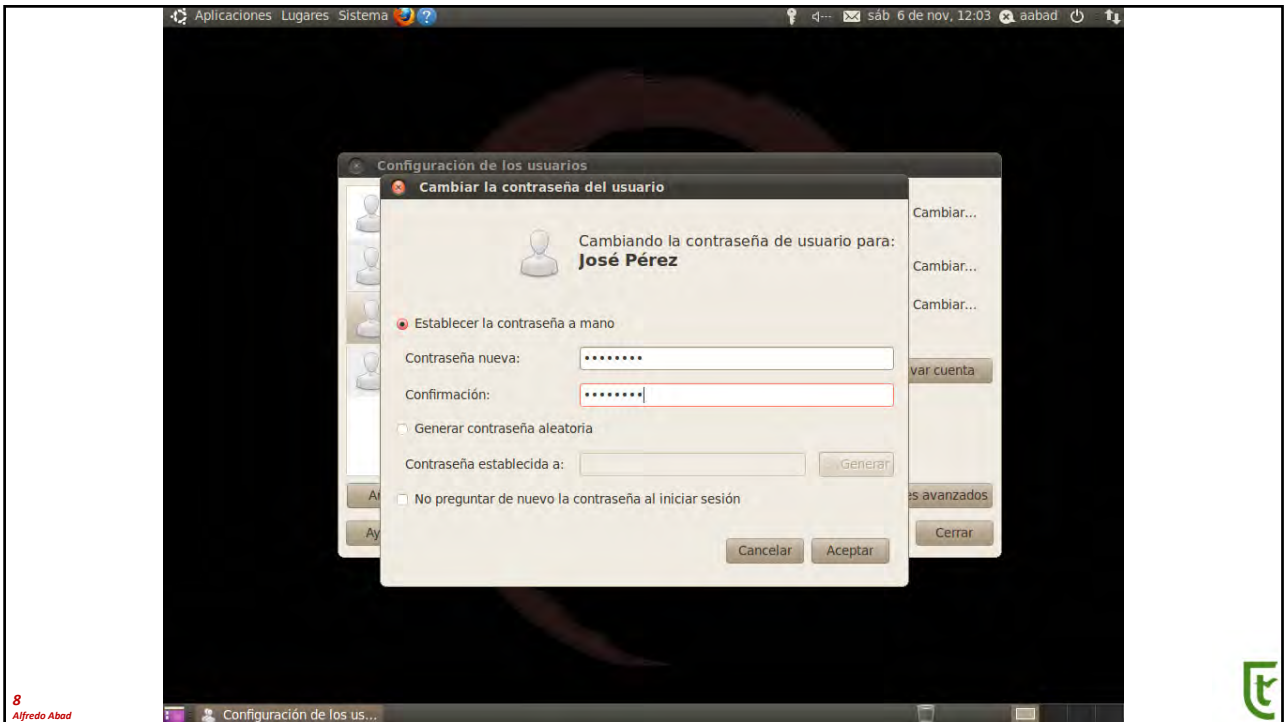 Aplicaciones Lugares Sistema
sáb 6 de nov, 12:03 aabad
Configuración de los usuarios
Cambiar la contraseña del usuario
Cambiando la contraseña de usuario para:
José Pérez
Cambiar...
Cambiar...
Cambiar...
Establecer la contraseña a mano
Contraseña nueva: ••••••••
var cuenta
Confirmación: ••••••••
Generar contraseña aleatoria
Contraseña establecida a: Generar
No preguntar de nuevo la contraseña al iniciar sesión
es avanzados
Ay
Cerrar
Cancelar Aceptar
Configuración de los us...
8
Alfredo Abad